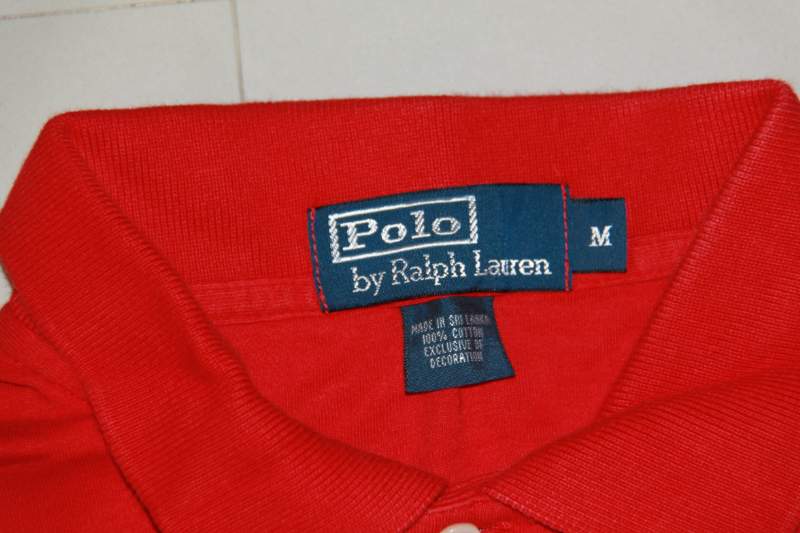 Polo
by Ralph Lauren
M
MADE IN SRI LANKA
100% COTTON
EXCLUSIVE OF
DECORATION